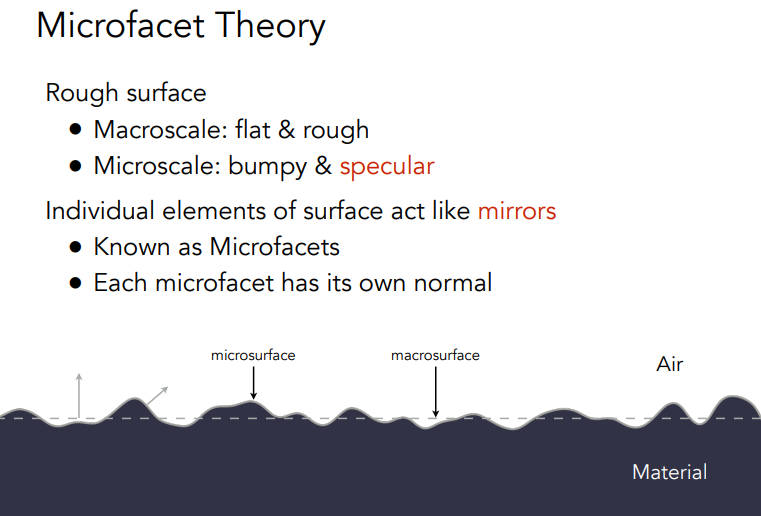 Microfacet Theory
Rough surface
● Macroscale: flat & rough
● Microscale: bumpy & specular
Individual elements of surface act like mirrors
● Known as Microfacets
● Each microfacet has its own normal
microsurface
macrosurface
Air
Material